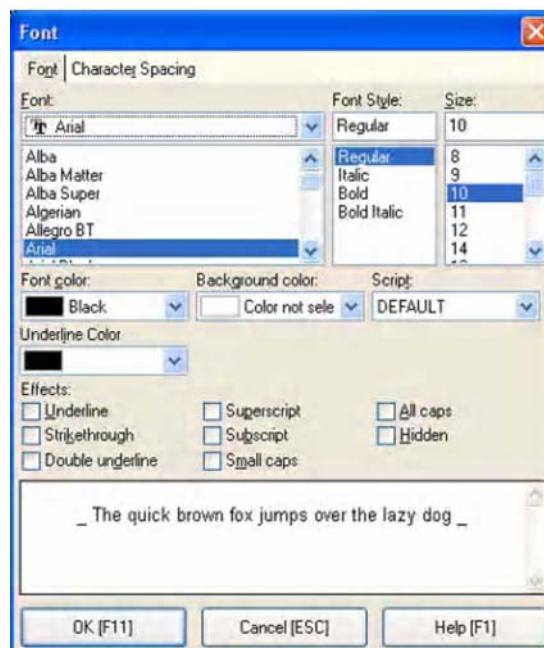 Font
Font Character Spacing
Font: Font Style: Size:
Arial Regular 10
Alba Regular 8
Alba Matter Italic 9
Alba Super Bold 10
Algerian Bold Italic 11
Allegro BT 12
Arial 14
Font color: Background color: Script:
Black Color not sele DEFAULT
Underline Color
Effects:
Underline Superscript All caps
Strikethrough Subscript Hidden
Double underline Small caps
_ The quick brown fox jumps over the lazy dog _
OK [F11] Cancel [ESC] Help [F1]